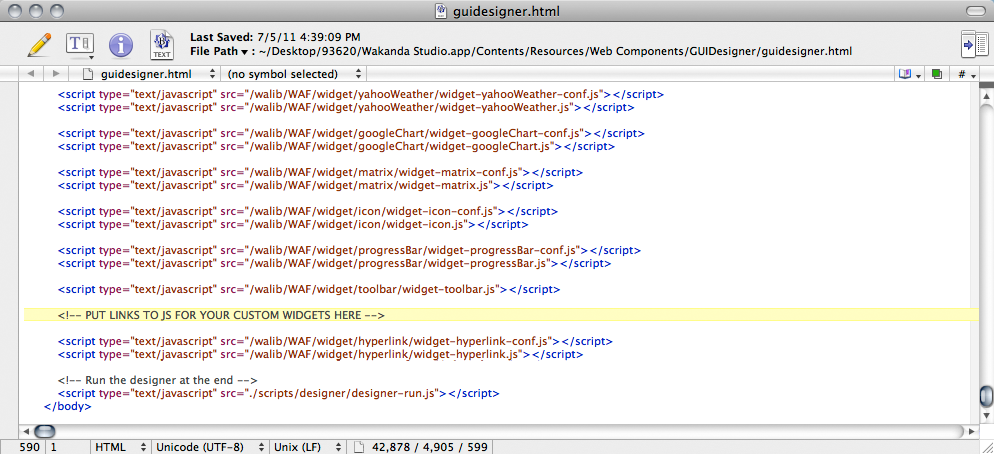 guidesigner.html
Last Saved: 7/5/11 4:39:09 PM
File Path ▾ : ~/Desktop/93620/Wakanda Studio.app/Contents/Resources/Web Components/GUIDesigner/guidesigner.html
TEXT
guidesigner.html (no symbol selected) #
<script type="text/javascript" src="/walib/WAF/widget/yahooWeather/widget-yahooWeather-conf.js"></script>
<script type="text/javascript" src="/walib/WAF/widget/yahooWeather/widget-yahooWeather.js"></script>
<script type="text/javascript" src="/walib/WAF/widget/googleChart/widget-googleChart-conf.js"></script>
<script type="text/javascript" src="/walib/WAF/widget/googleChart/widget-googleChart.js"></script>
<script type="text/javascript" src="/walib/WAF/widget/matrix/widget-matrix-conf.js"></script>
<script type="text/javascript" src="/walib/WAF/widget/matrix/widget-matrix.js"></script>
<script type="text/javascript" src="/walib/WAF/widget/icon/widget-icon-conf.js"></script>
<script type="text/javascript" src="/walib/WAF/widget/icon/widget-icon.js"></script>
<script type="text/javascript" src="/walib/WAF/widget/progressBar/widget-progressBar-conf.js"></script>
<script type="text/javascript" src="/walib/WAF/widget/progressBar/widget-progressBar.js"></script>
<script type="text/javascript" src="/walib/WAF/widget/toolbar/widget-toolbar.js"></script>
<!-- PUT LINKS TO JS FOR YOUR CUSTOM WIDGETS HERE -->
<script type="text/javascript" src="/walib/WAF/widget/hyperlink/widget-hyperlink-conf.js"></script>
<script type="text/javascript" src="/walib/WAF/widget/hyperlink/widget-hyperlink.js"></script>
<!-- Run the designer at the end -->
<script type="text/javascript" src="./scripts/designer/designer-run.js"></script>
</body>
590 1 HTML Unicode (UTF-8) Unix (LF) 42,878 / 4,905 / 599